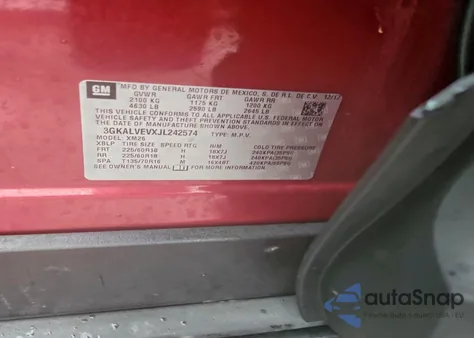 GM
MFD BY GENERAL MOTORS DE MEXICO, S. DE R.L. DE C.V. 12/17
GVWR GAWR FRT GAWR RR
2100 KG 1175 KG 1200 KG
4630 LB 2590 LB 2645 LB
THIS VEHICLE CONFORMS TO ALL APPLICABLE U.S. FEDERAL MOTOR
VEHICLE SAFETY AND THEFT PREVENTION STANDARDS IN EFFECT ON
THE DATE OF MANUFACTURE SHOWN ABOVE.
3GKALVEVXJL242574 TYPE: M.P.V.
MODEL: XM26
XBLP TIRE SIZE SPEED RTG RIM COLD TIRE PRESSURE
FRT 225/60R18 H 18X7J 240KPA(35PSI)
RR 225/60R18 H 18X7J 240KPA(35PSI)
SPA T135/70R16 M 16X4BT 420KPA(60PSI)
SEE OWNER'S MANUAL FOR MORE INFORMATION
autoSnap